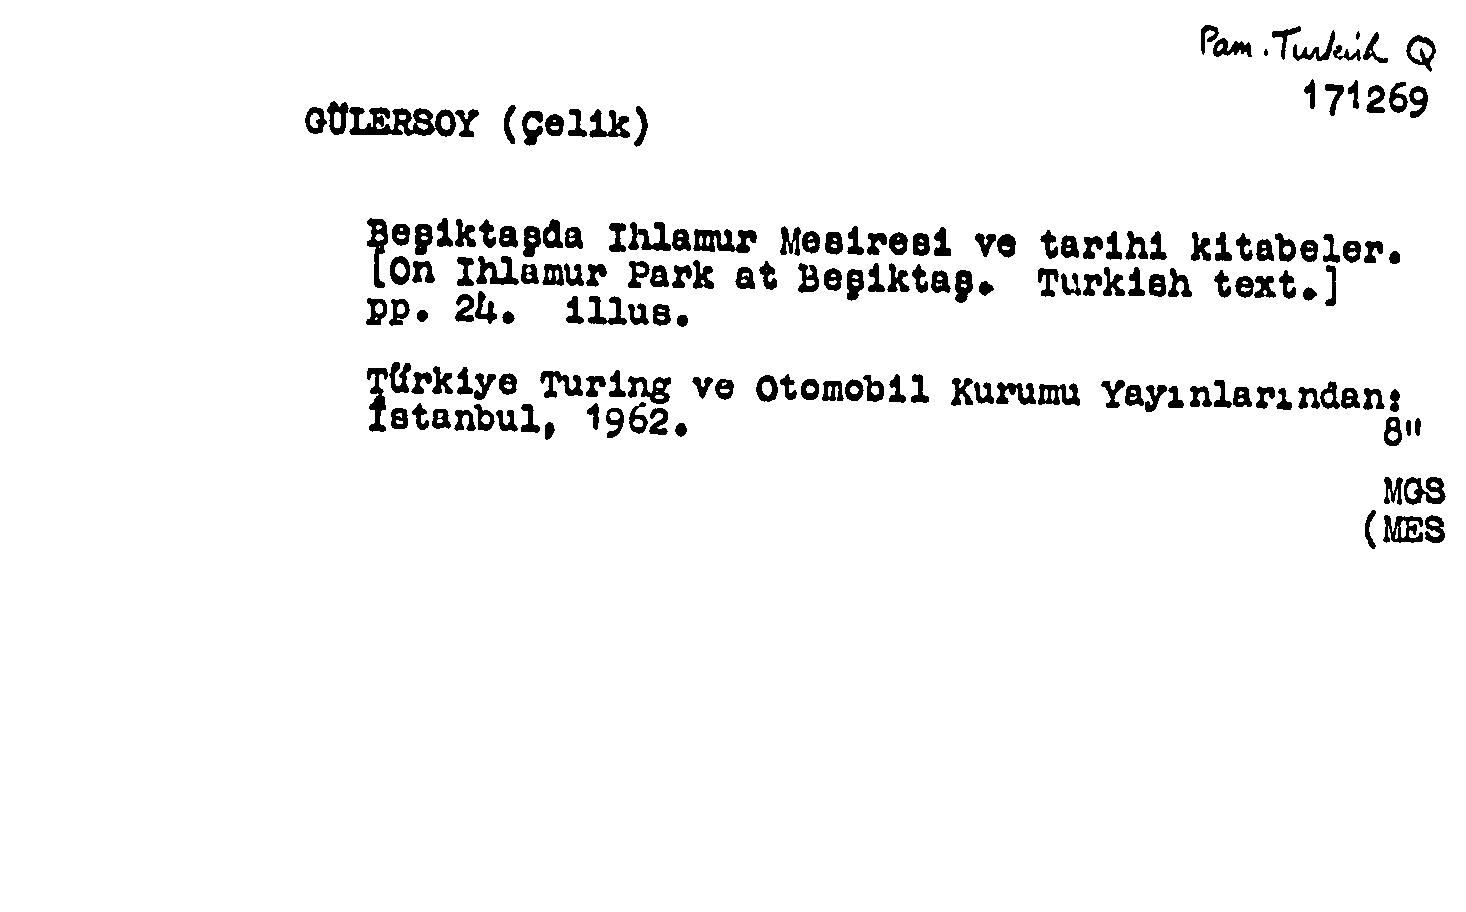 Pam. Turkish Q
171269
GÜLERSOY (Çelik)
Beşiktaşda Ihlamur Mesiresi ve tarihi kitabeler.
[On Ihlamur Park at Beşiktaş. Turkish text.]
pp. 24. illus.
Türkiye Turing ve Otomobil Kurumu Yayınlarından:
İstanbul, 1962.
8"
MGS
(MES